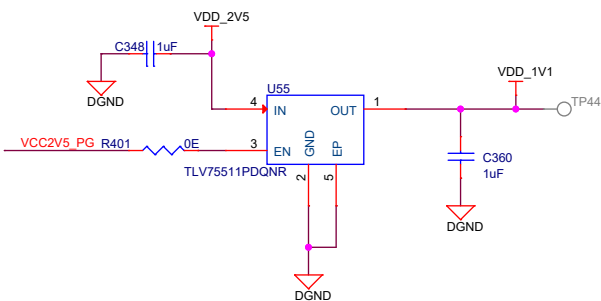 VDD_2V5
C348 1uF
U55
VDD_1V1
DGND
4 IN OUT 1
TP44
VCC2V5_PG R401 0E 3 EN GND EP
C360
1uF
TLV75511PDQNR
2 5
DGND
DGND